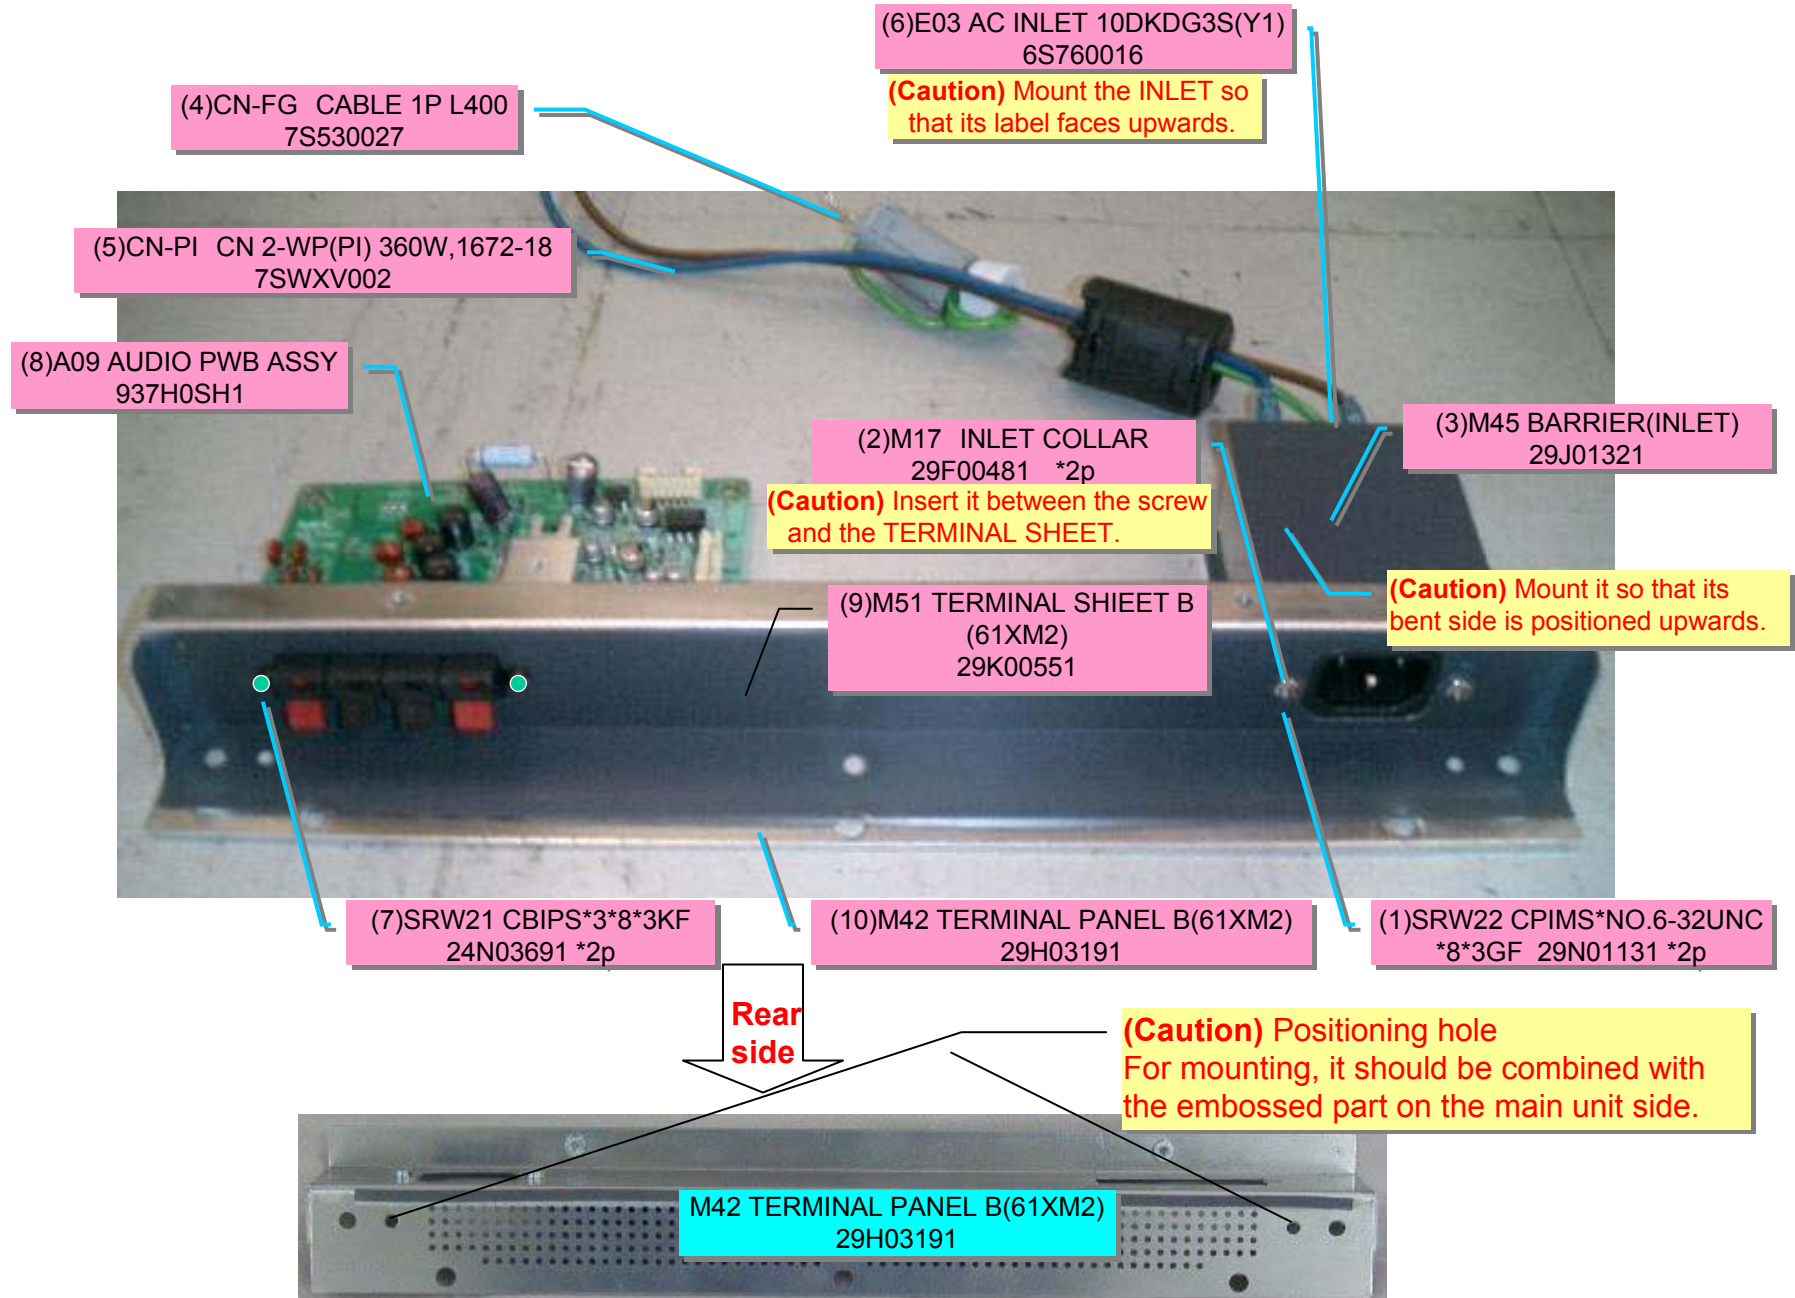 (6)E03 AC INLET 10DKDG3S(Y1)
6S760016
(Caution) Mount the INLET so
that its label faces upwards.
(4)CN-FG CABLE 1P L400
7S530027
(5)CN-PI CN 2-WP(PI) 360W,1672-18
7SWXV002
(8)A09 AUDIO PWB ASSY
937H0SH1
(2)M17 INLET COLLAR
29F00481 *2p
(Caution) Insert it between the screw
and the TERMINAL SHEET.
(3)M45 BARRIER(INLET)
29J01321
(Caution) Mount it so that its
bent side is positioned upwards.
(9)M51 TERMINAL SHIEET B
(61XM2)
29K00551
(7)SRW21 CBIPS*3*8*3KF
24N03691 *2p
(10)M42 TERMINAL PANEL B(61XM2)
29H03191
(1)SRW22 CPIMS*NO.6-32UNC
*8*3GF 29N01131 *2p
Rear
side
(Caution) Positioning hole
For mounting, it should be combined with
the embossed part on the main unit side.
M42 TERMINAL PANEL B(61XM2)
29H03191